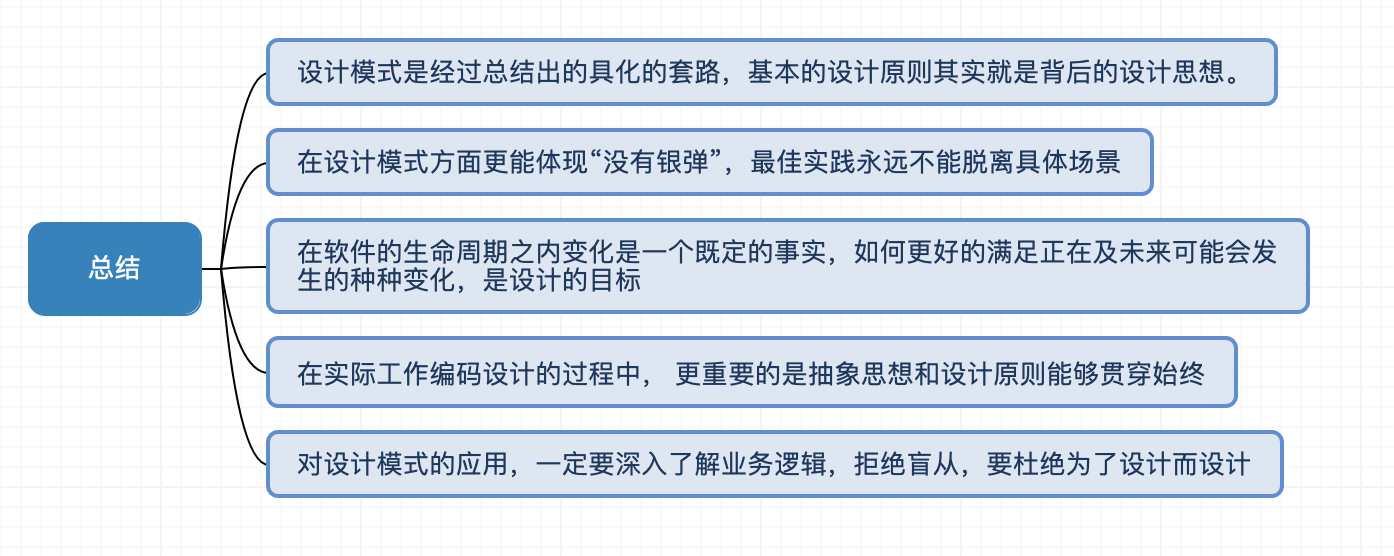 设计模式是经过总结出的具化的套路，基本的设计原则其实就是背后的设计思想。
在设计模式方面更能体现“没有银弹”，最佳实践永远不能脱离具体场景
总结
在软件的生命周期之内变化是一个既定的事实，如何更好的满足正在及未来可能会发
生的种种变化，是设计的目标
在实际工作编码设计的过程中， 更重要的是抽象思想和设计原则能够贯穿始终
对设计模式的应用，一定要深入了解业务逻辑，拒绝盲从，要杜绝为了设计而设计